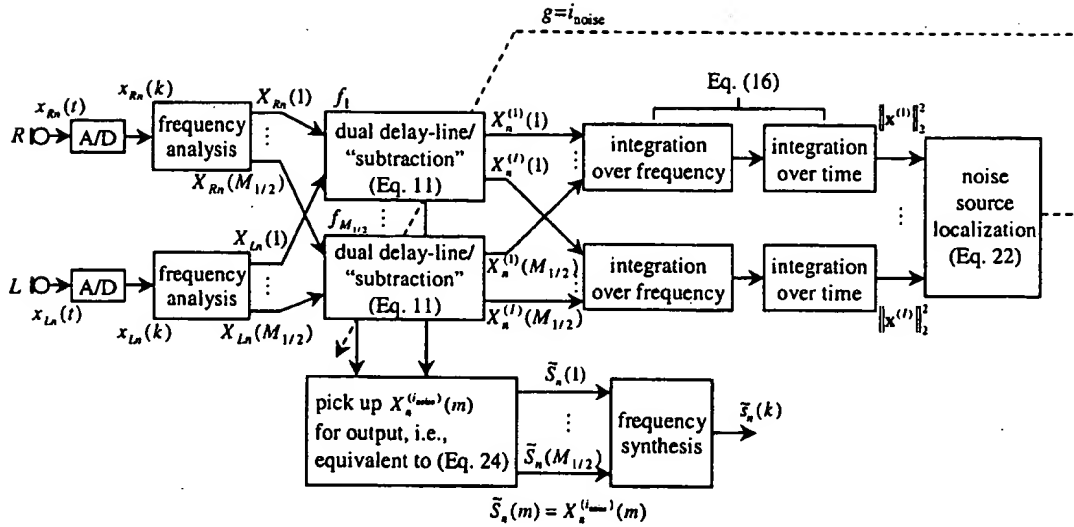 g=i_noise
Eq. (16)
x_Rn(t)
x_Rn(k)
X_Rn(1)
f_1
X_n^(1)(1)
‖x^(1)‖_2^2
R
A/D
frequency
analysis
⋮
dual delay-line/
"subtraction"
(Eq. 11)
⋮
integration
over frequency
integration
over time
X_n^(I)(1)
X_Rn(M_1/2)
⋮
noise
source
localization
(Eq. 22)
X_Ln(1)
f_M_1/2
⋮
L
A/D
frequency
analysis
⋮
dual delay-line/
"subtraction"
(Eq. 11)
X_n^(1)(M_1/2)
⋮
integration
over frequency
integration
over time
x_Ln(t)
x_Ln(k)
X_Ln(M_1/2)
X_n^(I)(M_1/2)
‖x^(I)‖_2^2
pick up X_n^(i_noise)(m)
for output, i.e.,
equivalent to (Eq. 24)
S̃_n(1)
⋮
S̃_n(M_1/2)
frequency
synthesis
s̃_n(k)
S̃_n(m) = X_n^(i_noise)(m)